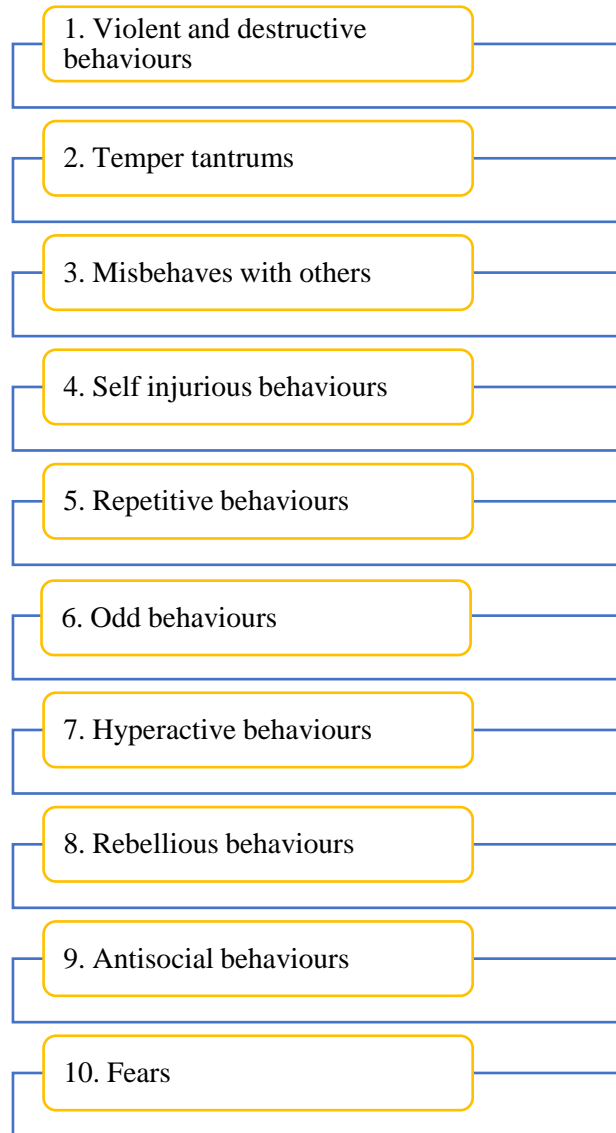 1. Violent and destructive
behaviours
2. Temper tantrums
3. Misbehaves with others
4. Self injurious behaviours
5. Repetitive behaviours
6. Odd behaviours
7. Hyperactive behaviours
8. Rebellious behaviours
9. Antisocial behaviours
10. Fears